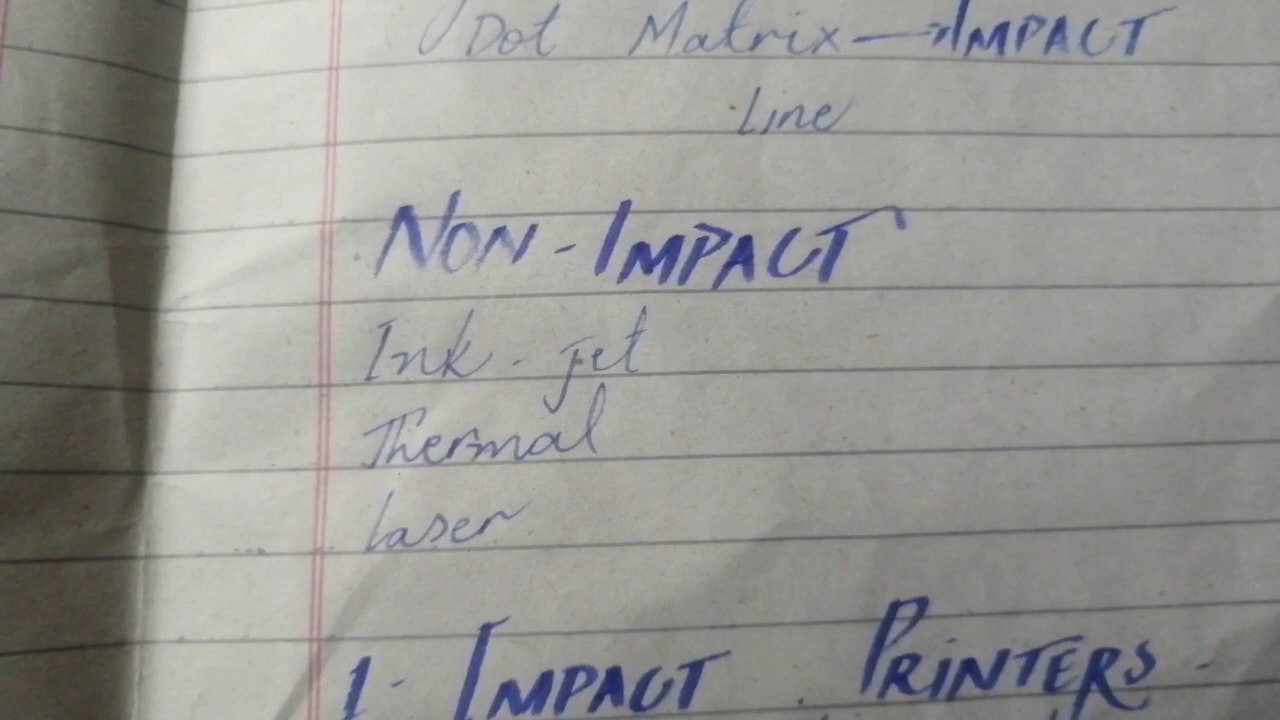 Dot Matrix → IMPACT
Line
NON-IMPACT
Ink-jet
Thermal
Laser
1- IMPACT PRINTERS-